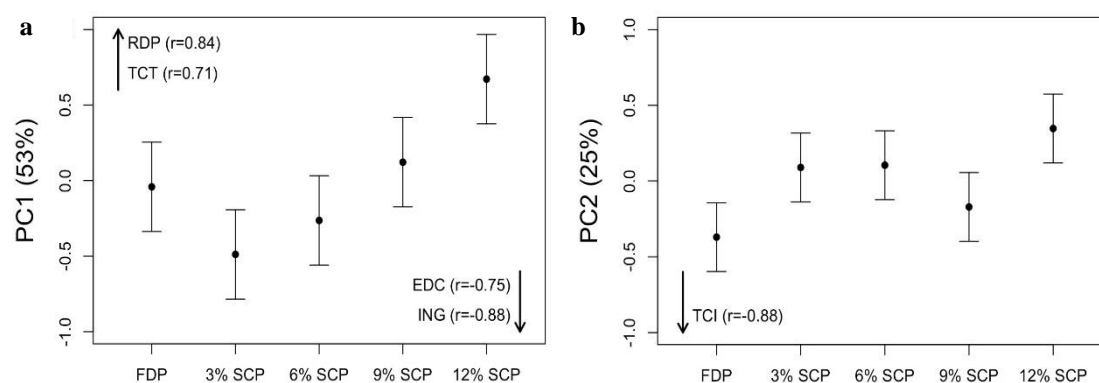 a
PC1 (53%)
0.5
0.0
-0.5
-1.0
RDP (r=0.84)
TCT (r=0.71)
EDC (r=-0.75)
ING (r=-0.88)
FDP
3% SCP
6% SCP
9% SCP
12% SCP
b
PC2 (25%)
1.0
0.5
0.0
-0.5
-1.0
TCI (r=-0.88)
FDP
3% SCP
6% SCP
9% SCP
12% SCP